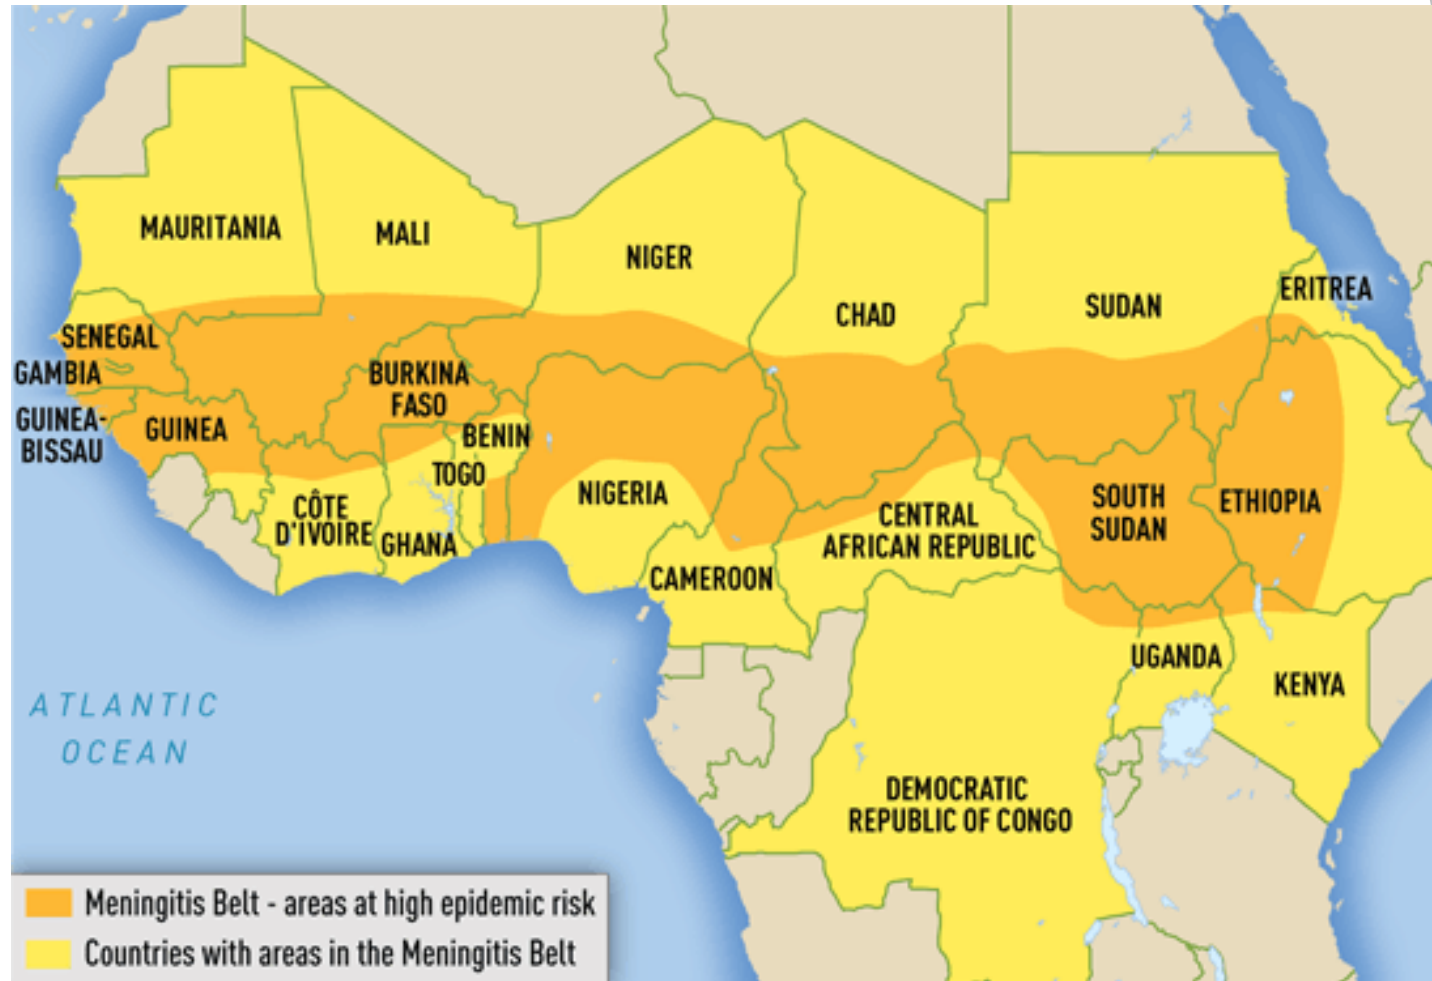 MAURITANIA
MALI
NIGER
CHAD
SUDAN
ERITREA
SENEGAL
GAMBIA
BURKINA
FASO
GUINEA-
BISSAU
GUINEA
BENIN
TOGO
CÔTE
D'IVOIRE
GHANA
NIGERIA
CAMEROON
CENTRAL
AFRICAN REPUBLIC
SOUTH
SUDAN
ETHIOPIA
UGANDA
KENYA
DEMOCRATIC
REPUBLIC OF CONGO
ATLANTIC
OCEAN
Meningitis Belt - areas at high epidemic risk
Countries with areas in the Meningitis Belt